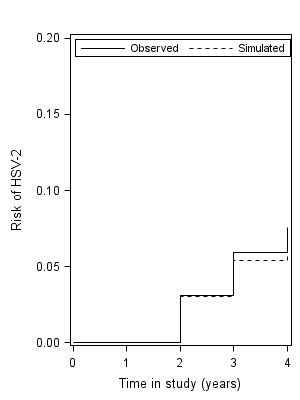 0.20
Observed Simulated
0.15
0.10
0.05
0.00
Risk of HSV-2
0 1 2 3 4
Time in study (years)